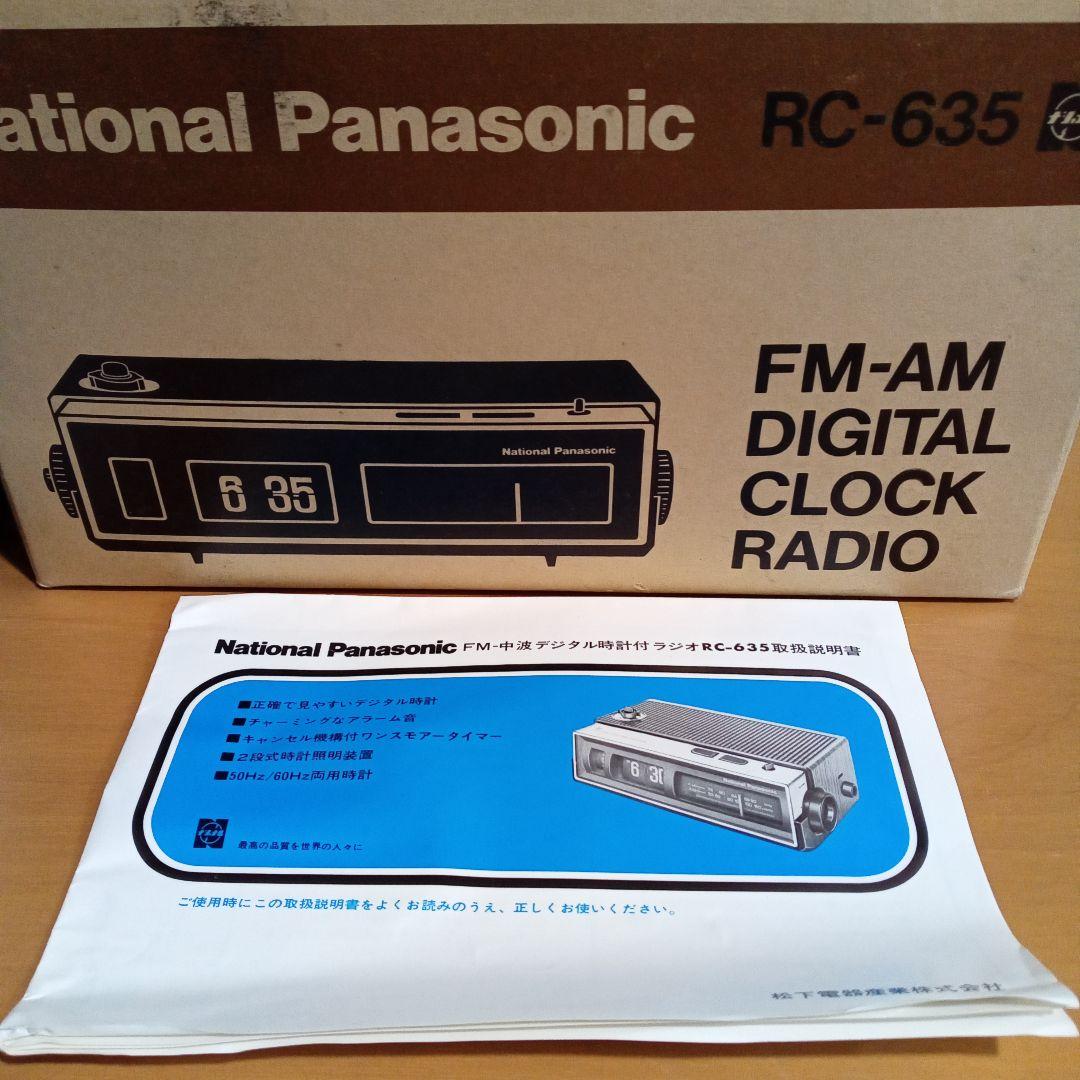 ational Panasonic RC-635
FM-AM
DIGITAL
CLOCK
RADIO
National Panasonic
6 35
National Panasonic FM-中波デジタル時計付ラジオRC-635取扱説明書
■正確で見やすいデジタル時計
■チャーミングなアラーム音
■キャンセル機構付ワンスモアータイマー
■2段式時計照明装置
■50Hz/60Hz両用時計
National Panasonic
6 30
ナショナル
最高の品質を世界の人々に
ご使用時にこの取扱説明書をよくお読みのうえ、正しくお使いください。
松下電器産業株式会社